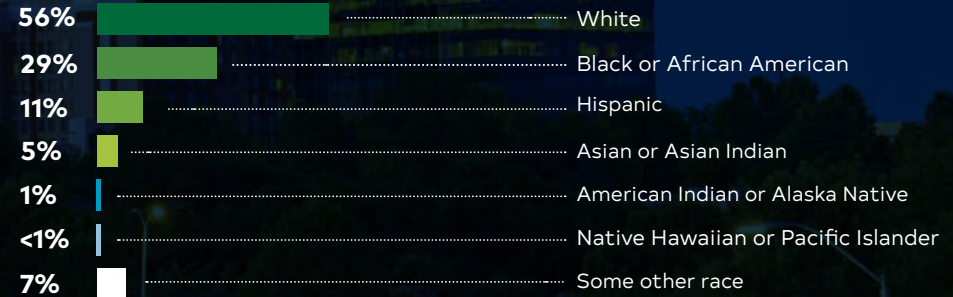 56% White
29% Black or African American
11% Hispanic
5% Asian or Asian Indian
1% American Indian or Alaska Native
<1% Native Hawaiian or Pacific Islander
7% Some other race